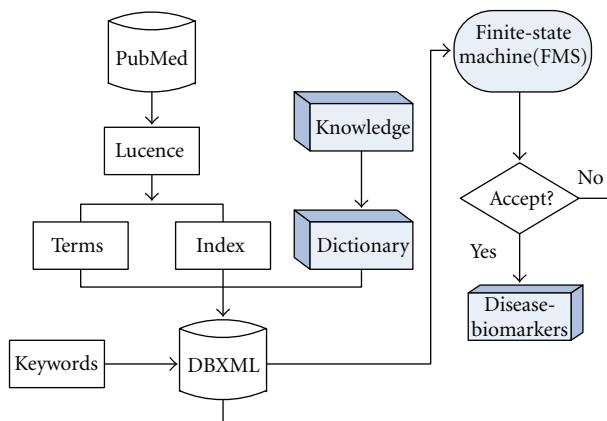 PubMed
Lucence
Terms
Index
Knowledge
Dictionary
Keywords
DBXML
Finite-state
machine(FMS)
Accept?
No
Yes
Disease-
biomarkers